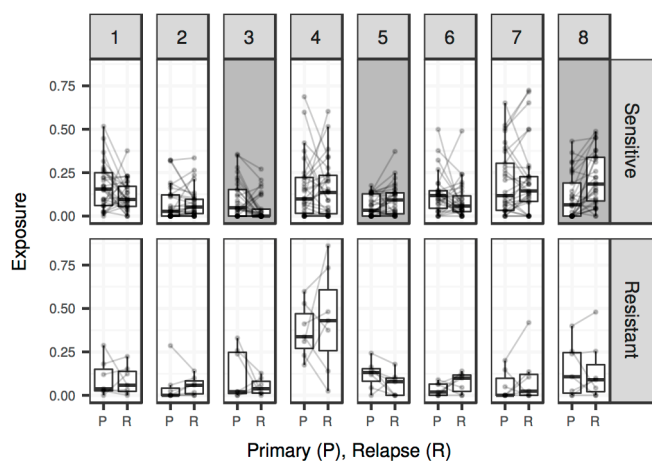 1 2 3 4 5 6 7 8
Exposure
0.75
0.50
0.25
0.00
Sensitive
0.75
0.50
0.25
0.00
Resistant
P R P R P R P R P R P R P R P R
Primary (P), Relapse (R)